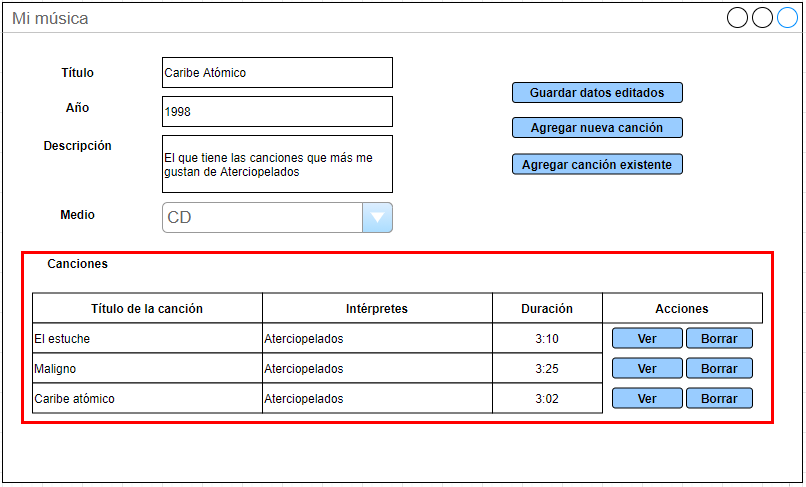 Mi música
Título
Caribe Atómico
Año
1998
Descripción
El que tiene las canciones que más me
gustan de Aterciopelados
Medio
CD
Guardar datos editados
Agregar nueva canción
Agregar canción existente
Canciones
Título de la canción Intérpretes Duración Acciones
El estuche Aterciopelados 3:10 Ver Borrar
Maligno Aterciopelados 3:25 Ver Borrar
Caribe atómico Aterciopelados 3:02 Ver Borrar